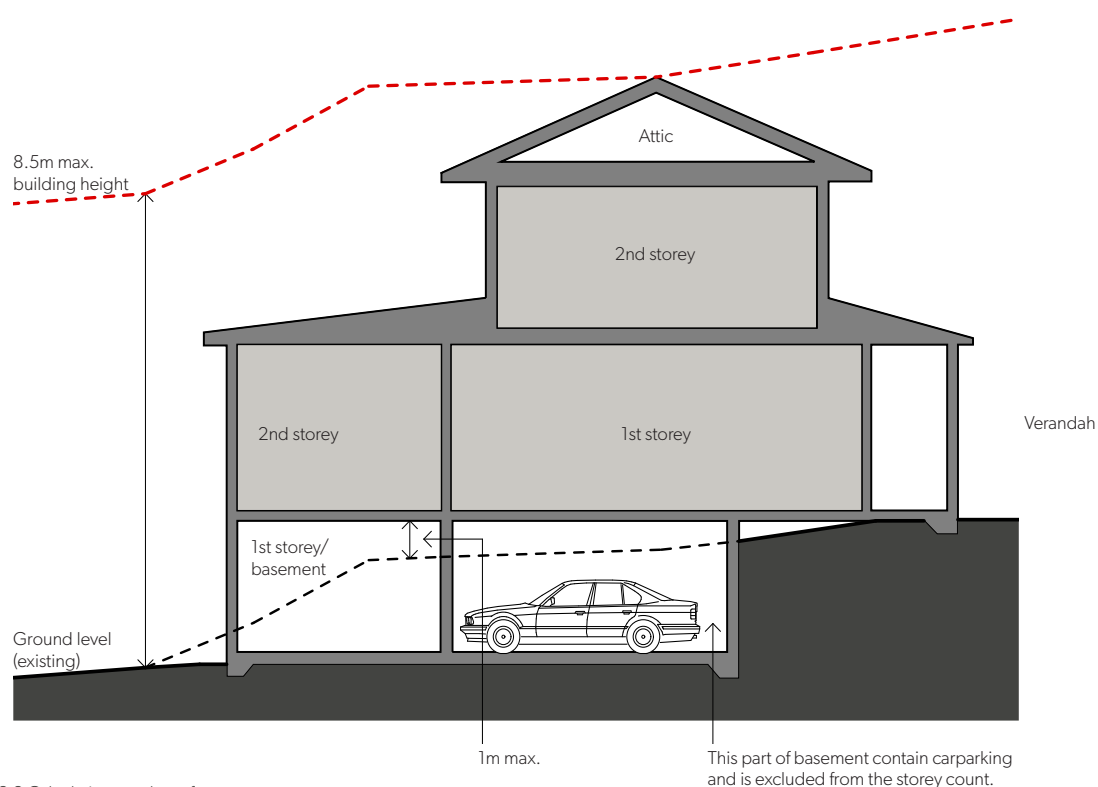 Attic
8.5m max.
building height
2nd storey
2nd storey
1st storey
Verandah
1st storey/
basement
Ground level
(existing)
1m max.
This part of basement contain carparking
and is excluded from the storey count.